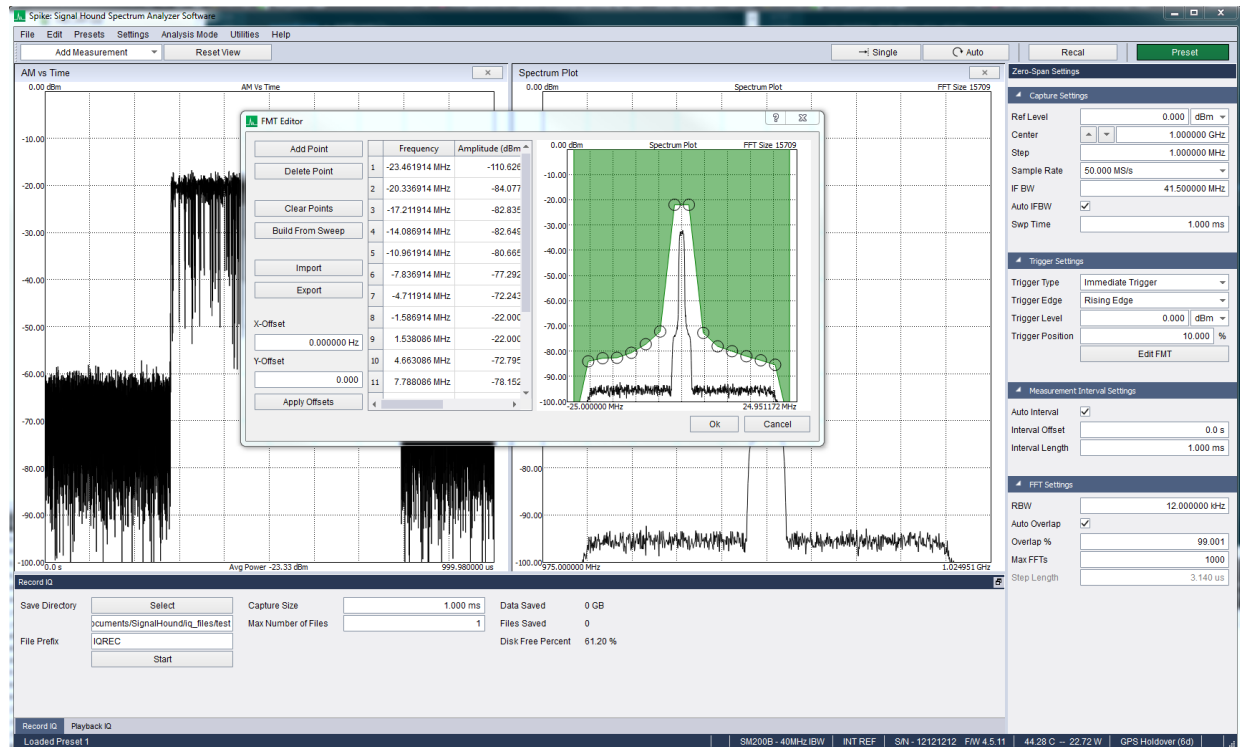 Spike: Signal Hound Spectrum Analyzer Software
File Edit Presets Settings Analysis Mode Utilities Help
Add Measurement Reset View Single Auto Recal Preset
AM vs Time
0.00 dBm AM Vs Time
-10.00
-20.00
-30.00
-40.00
-50.00
-60.00
-70.00
-80.00
-90.00
-100.00 0.0 s Avg Power -23.33 dBm 999.980000 us
Spectrum Plot
0.00 dBm Spectrum Plot FFT Size 15709
-80.00
-90.00
-100.00 975.000000 MHz 1.024951 GHz
FMT Editor
Add Point
Delete Point
Clear Points
Build From Sweep
Import
Export
X-Offset
0.000000 Hz
Y-Offset
0.000
Apply Offsets
Frequency Amplitude (dBm
1 -23.461914 MHz -110.626
2 -20.336914 MHz -84.077
3 -17.211914 MHz -82.835
4 -14.086914 MHz -82.649
5 -10.961914 MHz -80.665
6 -7.836914 MHz -77.292
7 -4.711914 MHz -72.243
8 -1.586914 MHz -22.000
9 1.538086 MHz -22.000
10 4.663086 MHz -72.795
11 7.788086 MHz -78.152
0.00 dBm Spectrum Plot FFT Size 15709
-10.00
-20.00
-30.00
-40.00
-50.00
-60.00
-70.00
-80.00
-90.00
-100.00 -25.000000 MHz 24.951172 MHz
Ok Cancel
Zero-Span Settings
Capture Settings
Ref Level 0.000 dBm
Center 1.000000 GHz
Step 1.000000 MHz
Sample Rate 50.000 MS/s
IF BW 41.500000 MHz
Auto IFBW
Swp Time 1.000 ms
Trigger Settings
Trigger Type Immediate Trigger
Trigger Edge Rising Edge
Trigger Level 0.000 dBm
Trigger Position 10.000 %
Edit FMT
Measurement Interval Settings
Auto Interval
Interval Offset 0.0 s
Interval Length 1.000 ms
FFT Settings
RBW 12.000000 kHz
Auto Overlap
Overlap % 99.001
Max FFTs 1000
Step Length 3.140 us
Record IQ
Save Directory Select Capture Size 1.000 ms Data Saved 0 GB
ocuments/SignalHound/iq_files/test Max Number of Files 1 Files Saved 0
File Prefix IQREC Disk Free Percent 61.20 %
Start
Record IQ Playback IQ
Loaded Preset 1 SM200B - 40MHz IBW INT REF S/N - 12121212 F/W 4.5.11 44.28 C -- 22.72 W GPS Holdover (6d)